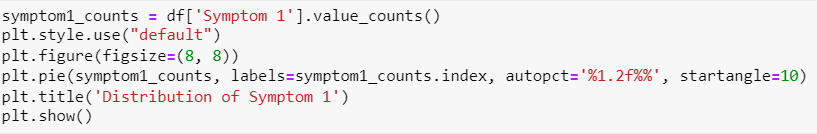 symptom1_counts = df['Symptom 1'].value_counts()
plt.style.use("default")
plt.figure(figsize=(8, 8))
plt.pie(symptom1_counts, labels=symptom1_counts.index, autopct='%1.2f%%', startangle=10)
plt.title('Distribution of Symptom 1')
plt.show()